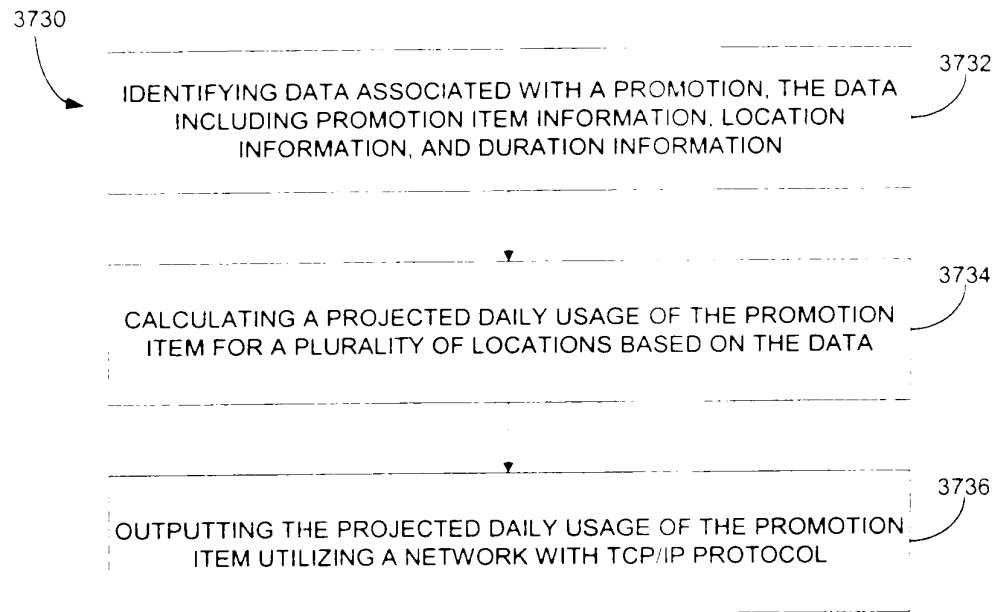 3730
3732
IDENTIFYING DATA ASSOCIATED WITH A PROMOTION, THE DATA
INCLUDING PROMOTION ITEM INFORMATION, LOCATION
INFORMATION, AND DURATION INFORMATION
3734
CALCULATING A PROJECTED DAILY USAGE OF THE PROMOTION
ITEM FOR A PLURALITY OF LOCATIONS BASED ON THE DATA
3736
OUTPUTTING THE PROJECTED DAILY USAGE OF THE PROMOTION
ITEM UTILIZING A NETWORK WITH TCP/IP PROTOCOL